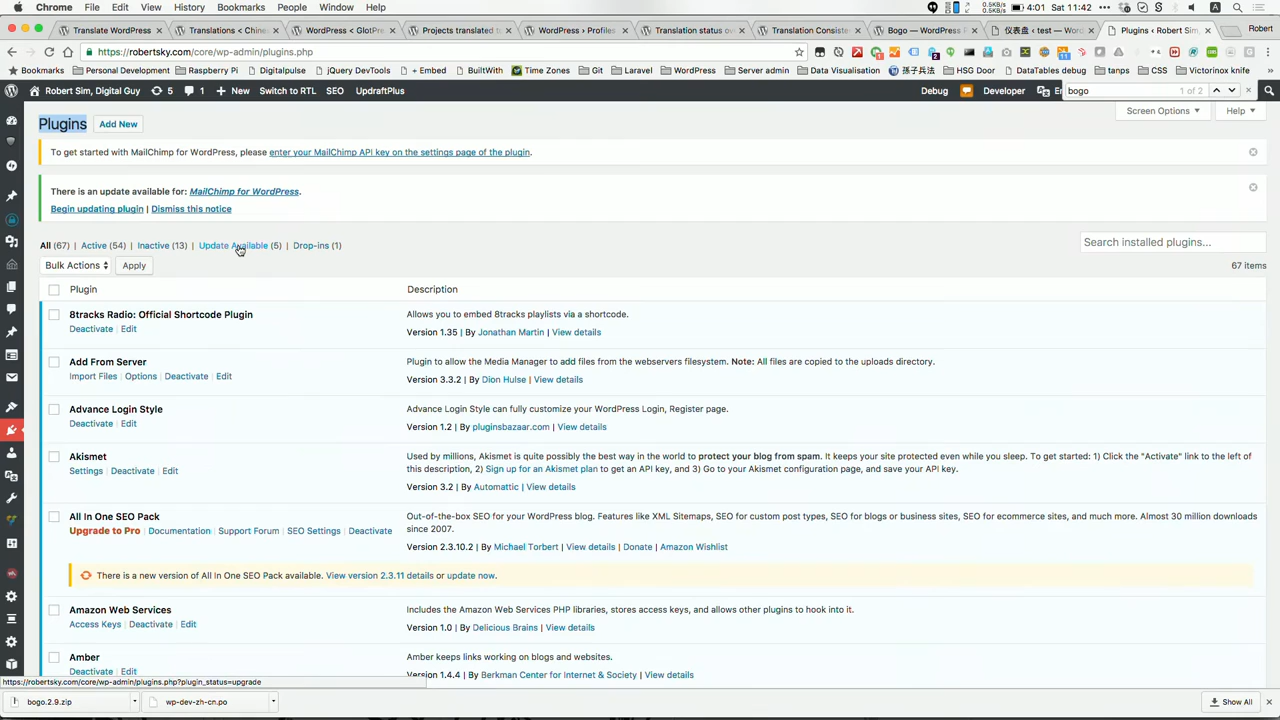 Chrome File Edit View History Bookmarks People Window Help 4:01 Sat 11:42
Translate WordPress Translations < Chines WordPress < GlotPre Projects translated t WordPress › Profiles Translation status ov Translation Consiste Bogo — WordPress 仪表盘 ‹ test — Wor Plugins ‹ Robert Sim, Robert
https://robertsky.com/core/wp-admin/plugins.php
Bookmarks Personal Development Raspberry Pi Digitalpulse jQuery DevTools + Embed BuiltWith Time Zones Git Laravel WordPress Server admin Data Visualisation 孫子兵法 HSG Door DataTables debug tanps CSS Victorinox knife
Robert Sim, Digital Guy 5 1 New Switch to RTL SEO UpdraftPlus Debug Developer
bogo 1 of 2
Screen Options Help
Plugins Add New
To get started with MailChimp for WordPress, please enter your MailChimp API key on the settings page of the plugin.
There is an update available for: MailChimp for WordPress.
Begin updating plugin | Dismiss this notice
All (67) | Active (54) | Inactive (13) | Update Available (5) | Drop-ins (1)
Search installed plugins...
Bulk Actions Apply 67 items
Plugin Description
8tracks Radio: Official Shortcode Plugin Allows you to embed 8tracks playlists via a shortcode.
Deactivate | Edit Version 1.35 | By Jonathan Martin | View details
Add From Server Plugin to allow the Media Manager to add files from the webservers filesystem. Note: All files are copied to the uploads directory.
Import Files | Options | Deactivate | Edit Version 3.3.2 | By Dion Hulse | View details
Advance Login Style Advance Login Style can fully customize your WordPress Login, Register page.
Deactivate | Edit Version 1.2 | By pluginsbazaar.com | View details
Akismet Used by millions, Akismet is quite possibly the best way in the world to protect your blog from spam. It keeps your site protected even while you sleep. To get started: 1) Click the "Activate" link to the left of
Settings | Deactivate | Edit this description, 2) Sign up for an Akismet plan to get an API key, and 3) Go to your Akismet configuration page, and save your API key.
Version 3.2 | By Automattic | View details
All In One SEO Pack Out-of-the-box SEO for your WordPress blog. Features like XML Sitemaps, SEO for custom post types, SEO for blogs or business sites, SEO for ecommerce sites, and much more. Almost 30 million downloads
Upgrade to Pro | Documentation | Support Forum | SEO Settings | Deactivate since 2007.
Version 2.3.10.2 | By Michael Torbert | View details | Donate | Amazon Wishlist
There is a new version of All In One SEO Pack available. View version 2.3.11 details or update now.
Amazon Web Services Includes the Amazon Web Services PHP libraries, stores access keys, and allows other plugins to hook into it.
Access Keys | Deactivate | Edit Version 1.0 | By Delicious Brains | View details
Amber Amber keeps links working on blogs and websites.
Deactivate | Edit Version 1.4.4 | By Berkman Center for Internet & Society | View details
https://robertsky.com/core/wp-admin/plugins.php?plugin_status=upgrade
bogo.2.9.zip wp-dev-zh-cn.po Show All